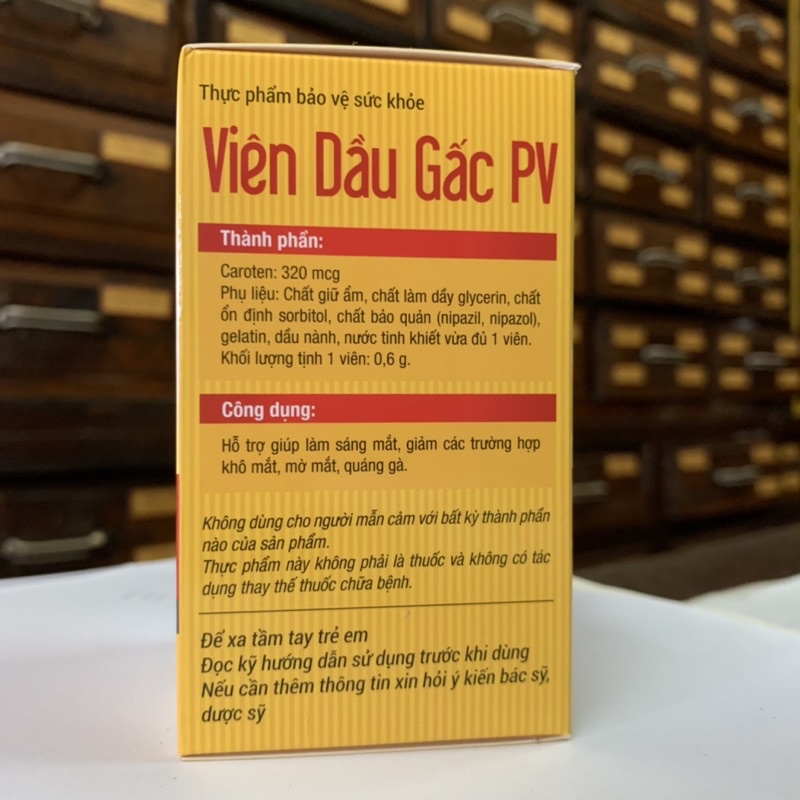 Thực phẩm bảo vệ sức khỏe
Viên Dầu Gấc PV
Thành phần:
Caroten: 320 mcg
Phụ liệu: Chất giữ ẩm, chất làm dầy glycerin, chất
ổn định sorbitol, chất bảo quản (nipazil, nipazol),
gelatin, dầu nành, nước tinh khiết vừa đủ 1 viên.
Khối lượng tịnh 1 viên: 0,6 g.
Công dụng:
Hỗ trợ giúp làm sáng mắt, giảm các trường hợp
khô mắt, mờ mắt, quáng gà.
Không dùng cho người mẫn cảm với bất kỳ thành phần
nào của sản phẩm.
Thực phẩm này không phải là thuốc và không có tác
dụng thay thế thuốc chữa bệnh.
Để xa tầm tay trẻ em
Đọc kỹ hướng dẫn sử dụng trước khi dùng
Nếu cần thêm thông tin xin hỏi ý kiến bác sỹ,
dược sỹ